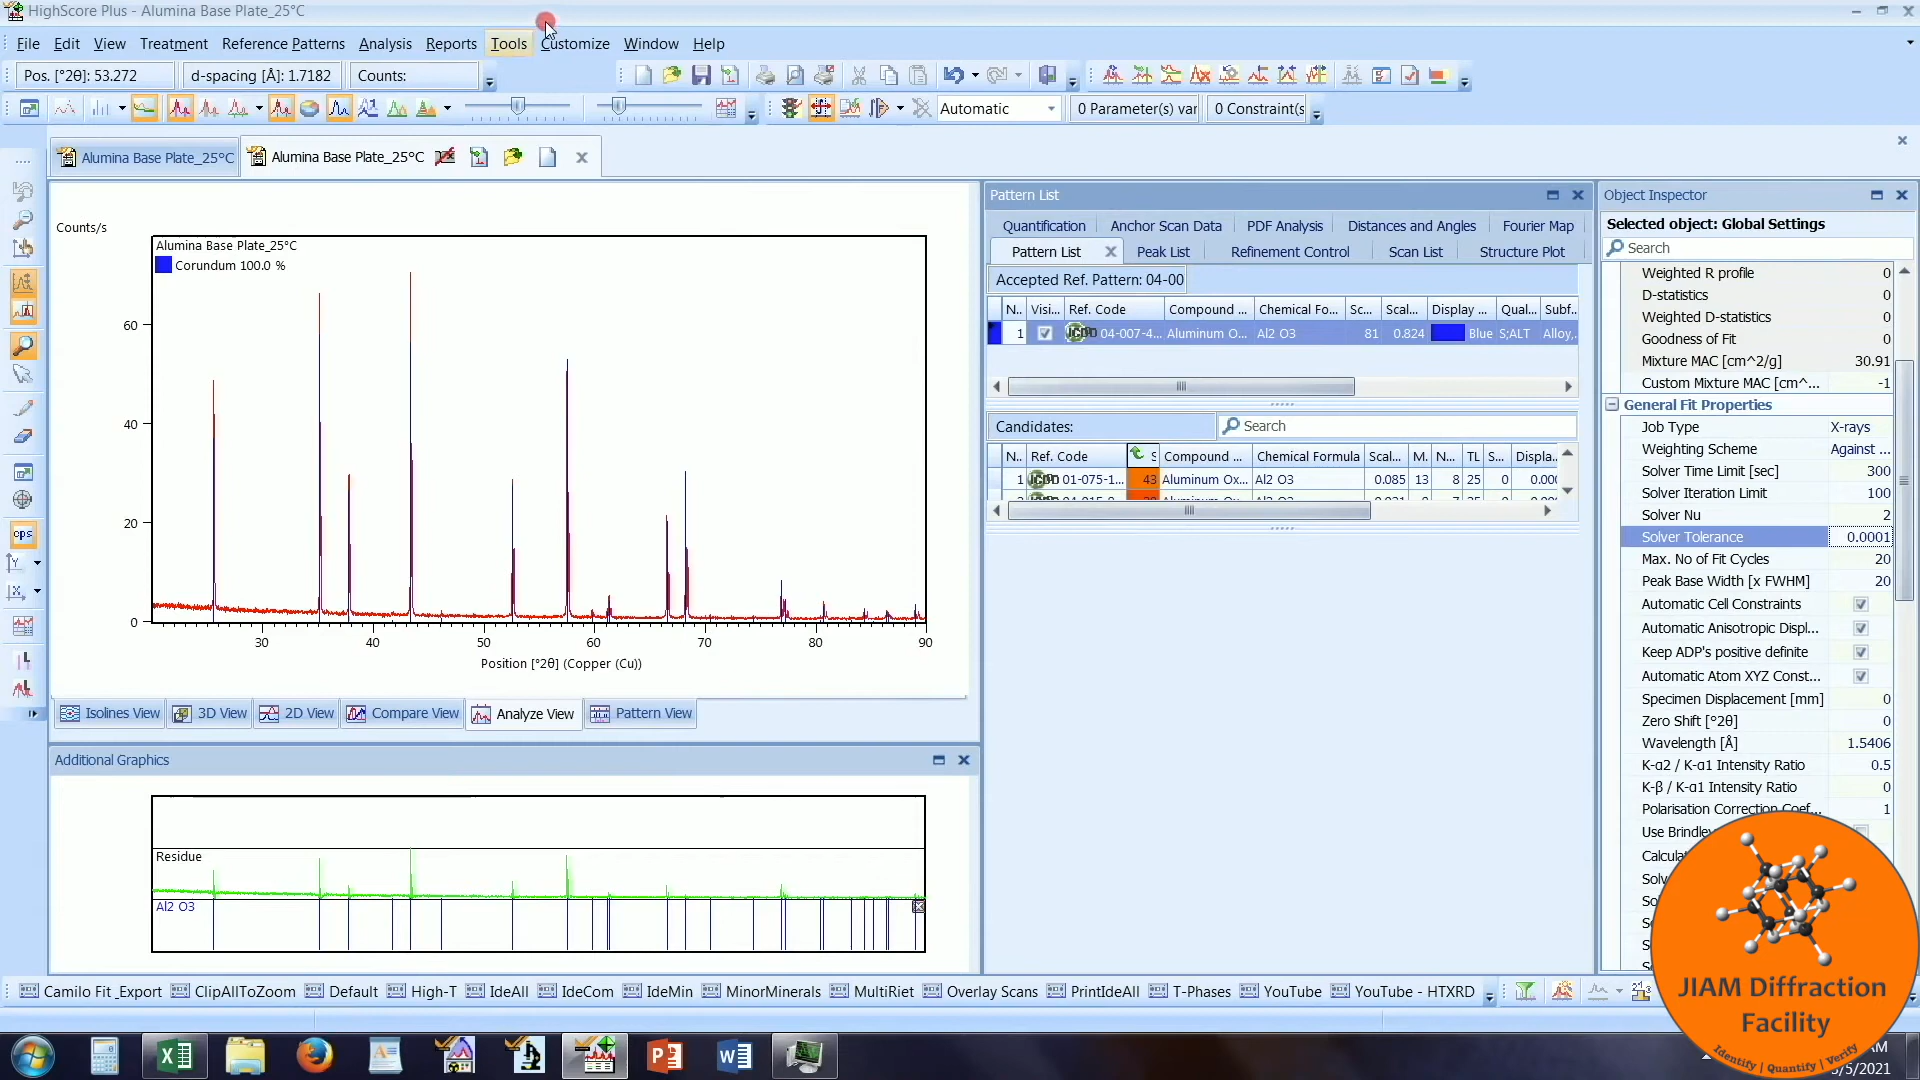 HighScore Plus - Alumina Base Plate_25°C
File Edit View Treatment Reference Patterns Analysis Reports Tools Customize Window Help
Pos. [°2θ]: 53.272 d-spacing [Å]: 1.7182 Counts:
Automatic 0 Parameter(s) var 0 Constraint(s
Alumina Base Plate_25°C Alumina Base Plate_25°C
Counts/s
Alumina Base Plate_25°C
Corundum 100.0 %
60
40
20
0
30 40 50 60 70 80 90
Position [°2θ] (Copper (Cu))
cps
Isolines View 3D View 2D View Compare View Analyze View Pattern View
Additional Graphics
Residue
Al2 O3
Pattern List
Quantification Anchor Scan Data PDF Analysis Distances and Angles Fourier Map
Pattern List Peak List Refinement Control Scan List Structure Plot
Accepted Ref. Pattern: 04-00
N.. Visi... Ref. Code Compound ... Chemical Fo... Sc... Scal... Display ... Qual... Subf..
1 04-007-4... Aluminum O... Al2 O3 81 0.824 Blue S;ALT Alloy,..
Candidates: Search
N.. Ref. Code S Compound ... Chemical Formula Scal... M. N... TL S... Displa...
1 01-075-1... 43 Aluminum Ox... Al2 O3 0.085 13 8 25 0 0.000
Object Inspector
Selected object: Global Settings
Search
Weighted R profile 0
D-statistics 0
Weighted D-statistics 0
Goodness of Fit 0
Mixture MAC [cm^2/g] 30.91
Custom Mixture MAC [cm^... -1
General Fit Properties
Job Type X-rays
Weighting Scheme Against ...
Solver Time Limit [sec] 300
Solver Iteration Limit 100
Solver Nu 2
Solver Tolerance 0.0001
Max. No of Fit Cycles 20
Peak Base Width [x FWHM] 20
Automatic Cell Constraints
Automatic Anisotropic Displ...
Keep ADP's positive definite
Automatic Atom XYZ Const...
Specimen Displacement [mm] 0
Zero Shift [°2θ] 0
Wavelength [Å] 1.5406
K-α2 / K-α1 Intensity Ratio 0.5
K-β / K-α1 Intensity Ratio 0
Polarisation Correction Coef... 1
Use Brindley
Calcula
JIAM Diffraction
Facility
Identify | Quantify | Verify
Camilo Fit _Export ClipAllToZoom Default High-T IdeAll IdeCom IdeMin MinorMinerals MultiRiet Overlay Scans PrintIdeAll T-Phases YouTube YouTube - HTXRD
AM
/5/2021